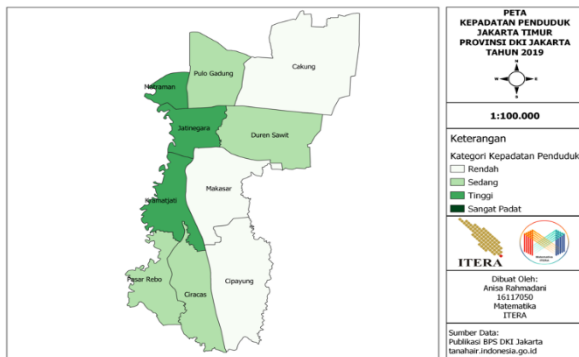 PETA
KEPADATAN PENDUDUK
JAKARTA TIMUR
PROVINSI DKI JAKARTA
TAHUN 2019
N
W
E
S
1:100.000
Keterangan
Kategori Kepadatan Penduduk
Rendah
Sedang
Tinggi
Sangat Padat
ITERA
Matematika
ITERA
Dibuat Oleh:
Anisa Rahmadani
16117050
Matematika
ITERA
Sumber Data:
Publikasi BPS DKI Jakarta
tanahair.indonesia.go.id
Cakung
Pulo Gadung
Matraman
Jatinegara
Duren Sawit
Makasar
Kramatjati
Pasar Rebo
Ciracas
Cipayung